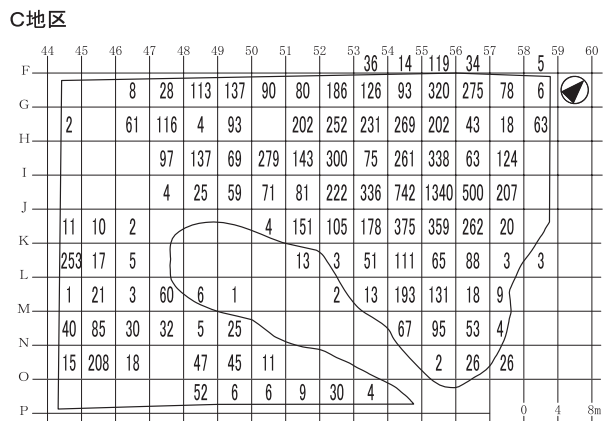 C地区
44 45 46 47 48 49 50 51 52 53 54 55 56 57 58 59 60
F 36 14 119 34 5
8 28 113 137 90 80 186 126 93 320 275 78 6
G
2 61 116 4 93 202 252 231 269 202 43 18 63
H
97 137 69 279 143 300 75 261 338 63 124
I
4 25 59 71 81 222 336 742 1340 500 207
J
11 10 2 4 151 105 178 375 359 262 20
K
253 17 5 13 3 51 111 65 88 3 3
L
1 21 3 60 6 1 2 13 193 131 18 9
M
40 85 30 32 5 25 67 95 53 4
N
15 208 18 47 45 11 2 26 26
O
52 6 6 9 30 4
P 0 4 8m